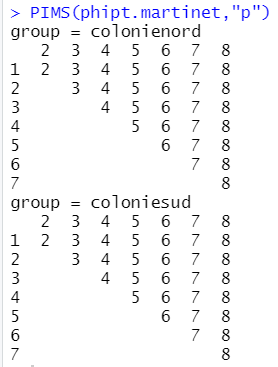 > PIMS(phipt.martinet,"p")
group = colonienord
   2  3  4  5  6  7  8
1  2  3  4  5  6  7  8
2     3  4  5  6  7  8
3        4  5  6  7  8
4           5  6  7  8
5              6  7  8
6                 7  8
7                    8
group = coloniesud
   2  3  4  5  6  7  8
1  2  3  4  5  6  7  8
2     3  4  5  6  7  8
3        4  5  6  7  8
4           5  6  7  8
5              6  7  8
6                 7  8
7                    8